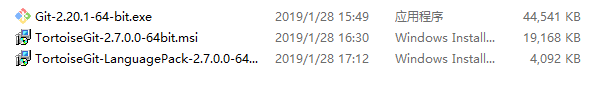 Git-2.20.1-64-bit.exe 2019/1/28 15:49 应用程序 44,541 KB
TortoiseGit-2.7.0.0-64bit.msi 2019/1/28 16:30 Windows Install... 19,168 KB
TortoiseGit-LanguagePack-2.7.0.0-64... 2019/1/28 17:12 Windows Install... 4,092 KB